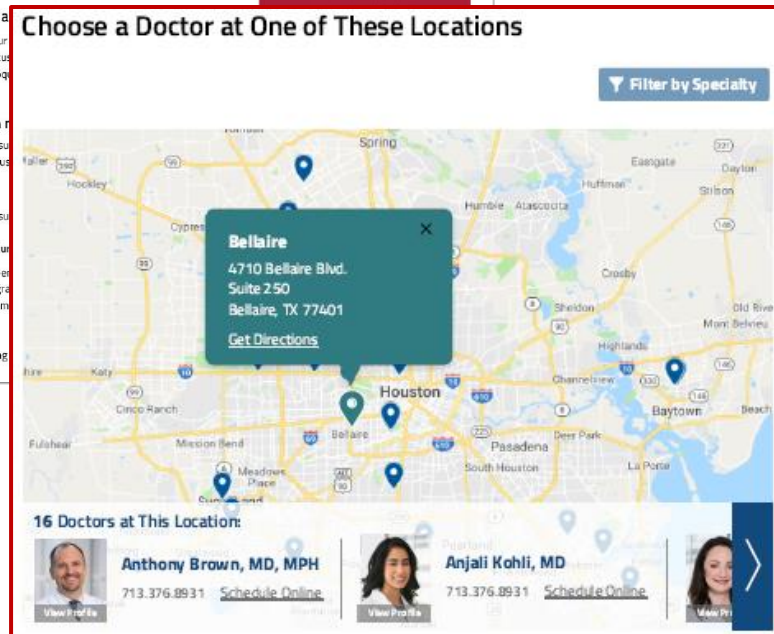 Choose a Doctor at One of These Locations
Filter by Specialty
Spring
Hockley
Cypres
Humble
Atascocita
Huffman
Eastgate
Dayton
Stilson
Crosby
Sheldon
Old Rive
Mont Belvieu
Highlands
Channelview
Baytown
Beach
Bellaire
4710 Bellaire Blvd.
Suite 250
Bellaire, TX 77401
Get Directions
Katy
Houston
Cinco Ranch
Bellaire
Fulshear
Mission Bend
Meadows
Place
Pasadena
Deer Park
South Houston
La Porte
16 Doctors at This Location:
Anthony Brown, MD, MPH
713.376.8931 Schedule Online
View Profile
Anjali Kohli, MD
713.376.8931 Schedule Online
View Profile